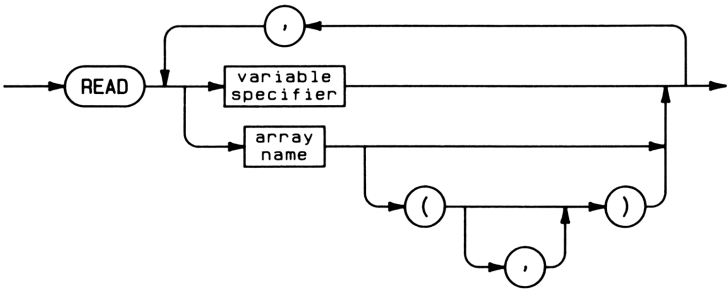 ,
READ
variable
specifier
array
name
(
)
,